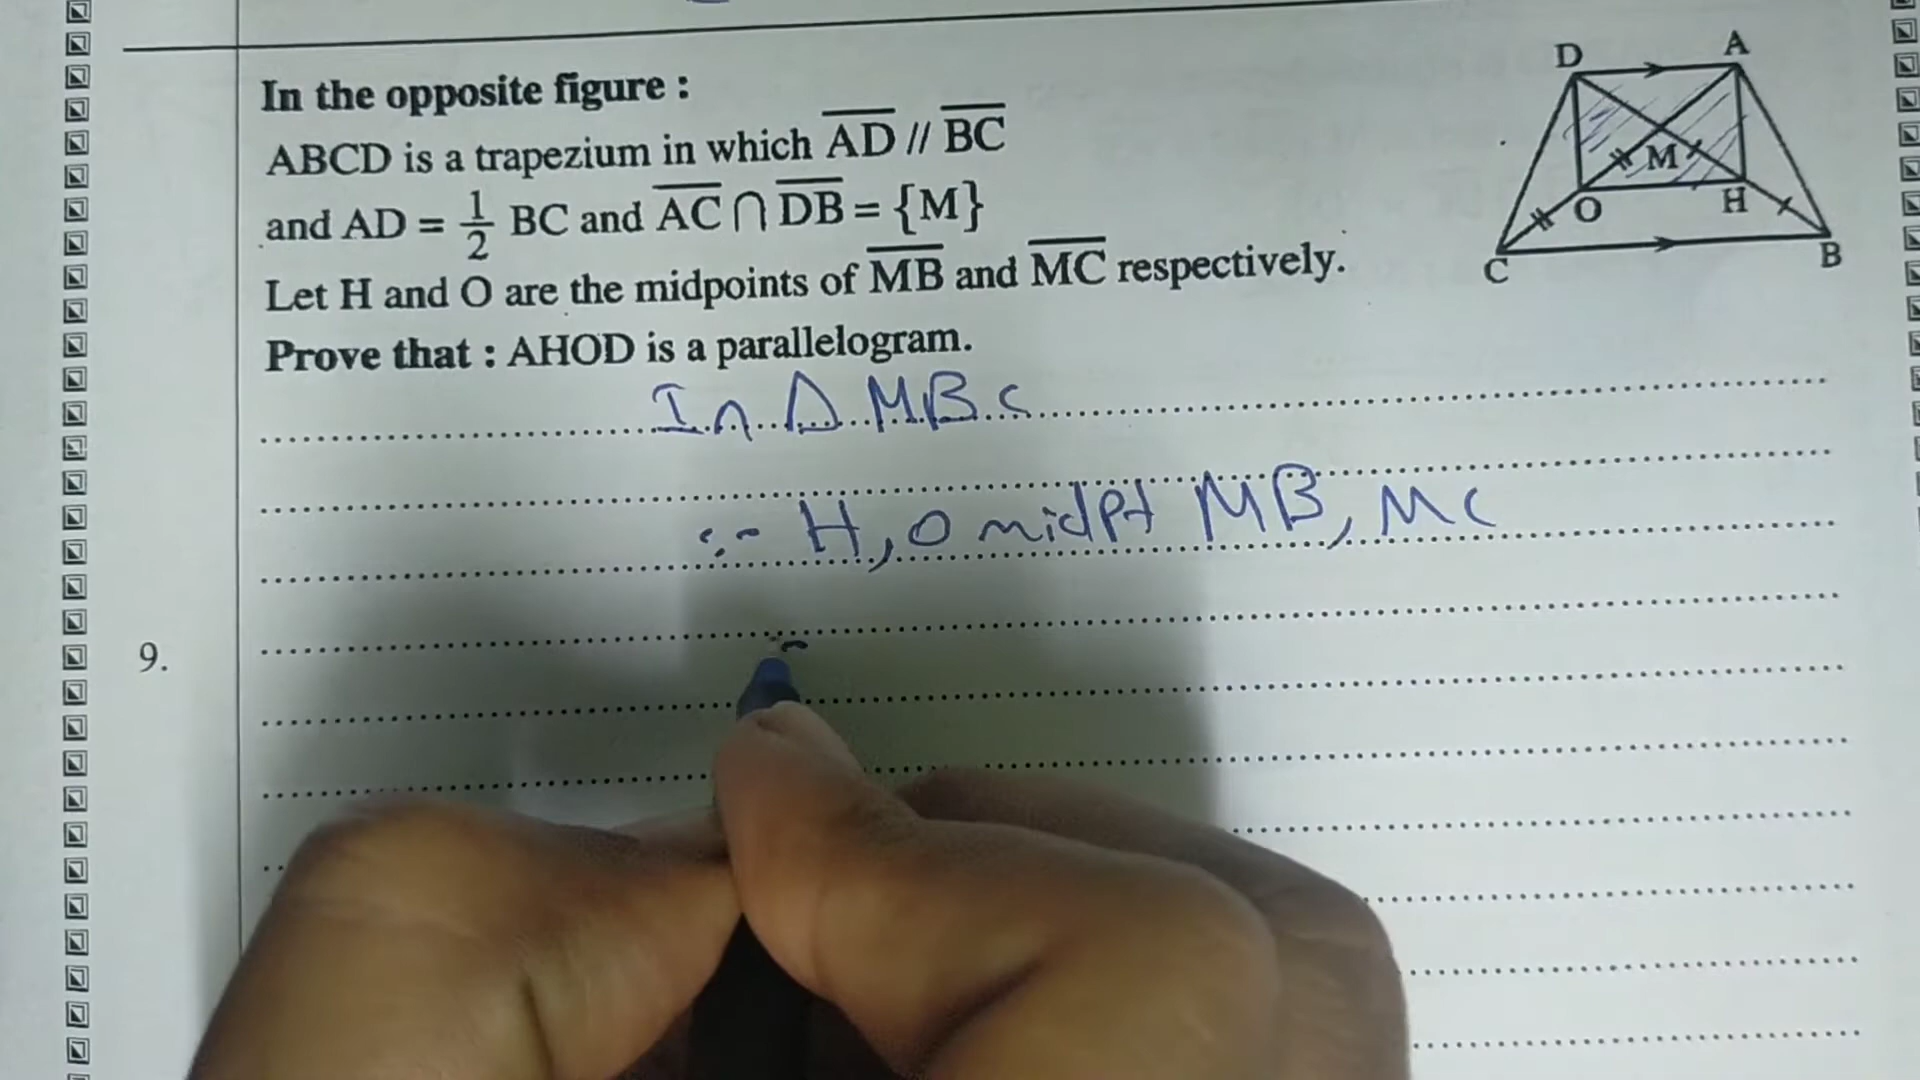 In the opposite figure :
ABCD is a trapezium in which AD // BC
and AD = 1/2 BC and AC ∩ DB = {M}
Let H and O are the midpoints of MB and MC respectively.
Prove that : AHOD is a parallelogram.
D A
M
O H
C B
In Δ MBC
∵ H, O midpt MB, MC
9.